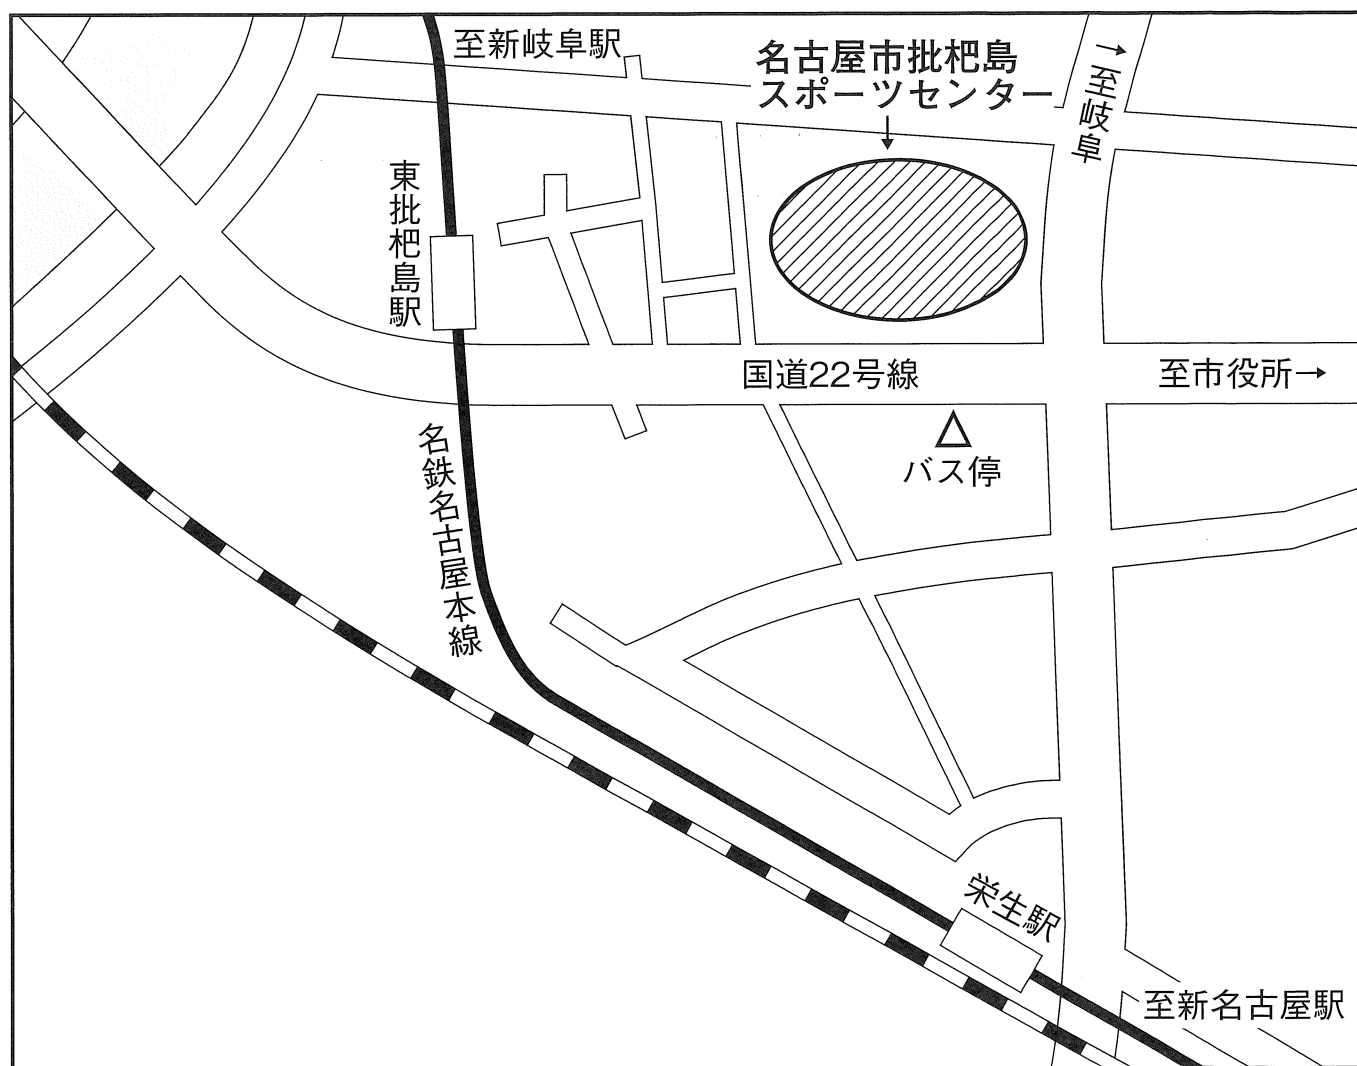 至新岐阜駅
名古屋市批杷島
スポーツセンター
→至岐阜
東批杷島駅
国道22号線
至市役所→
バス停
名鉄名古屋本線
栄生駅
至新名古屋駅